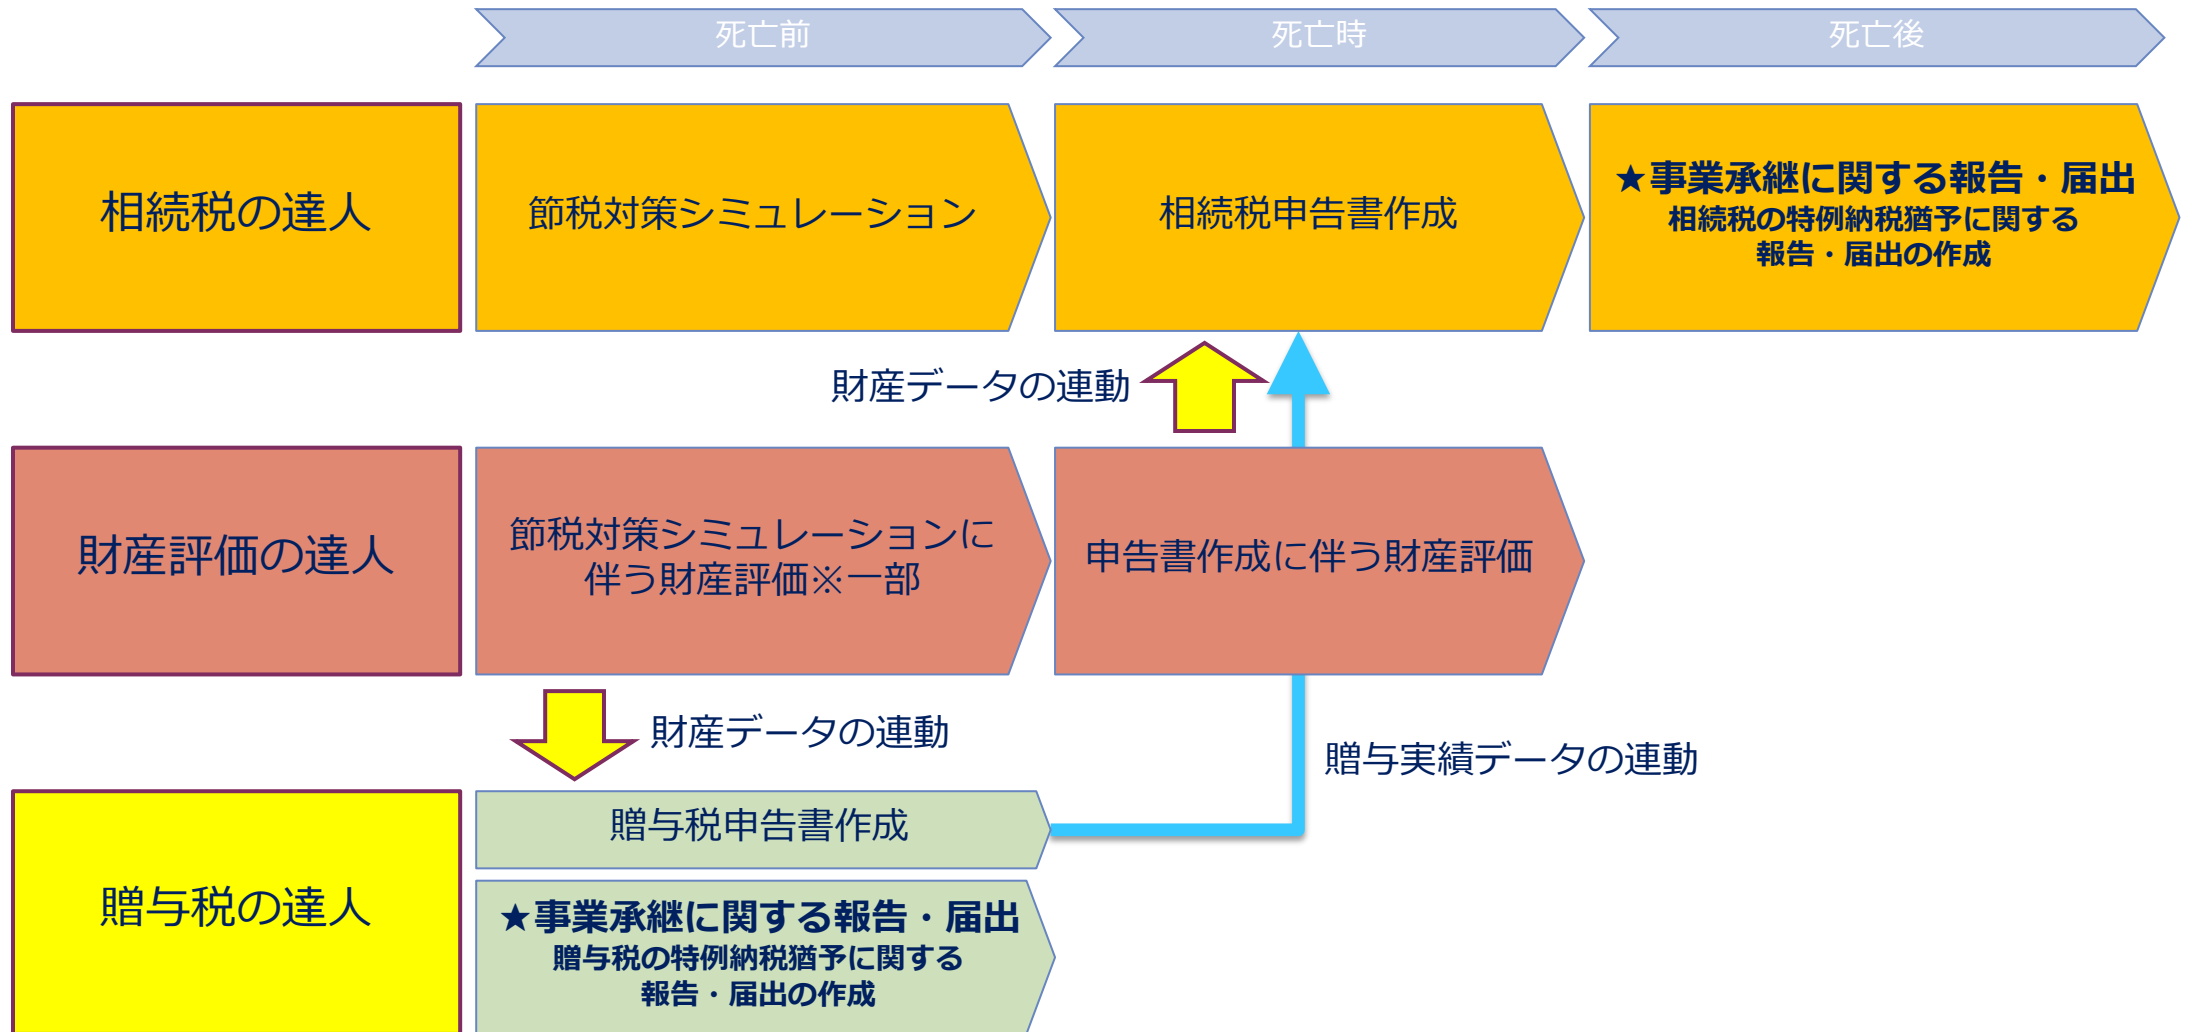 死亡前
死亡時
死亡後
相続税の達人
節税対策シミュレーション
相続税申告書作成
★事業承継に関する報告・届出
相続税の特例納税猶予に関する
報告・届出の作成
財産データの連動
財産評価の達人
節税対策シミュレーションに
伴う財産評価※一部
申告書作成に伴う財産評価
財産データの連動
贈与実績データの連動
贈与税の達人
贈与税申告書作成
★事業承継に関する報告・届出
贈与税の特例納税猶予に関する
報告・届出の作成